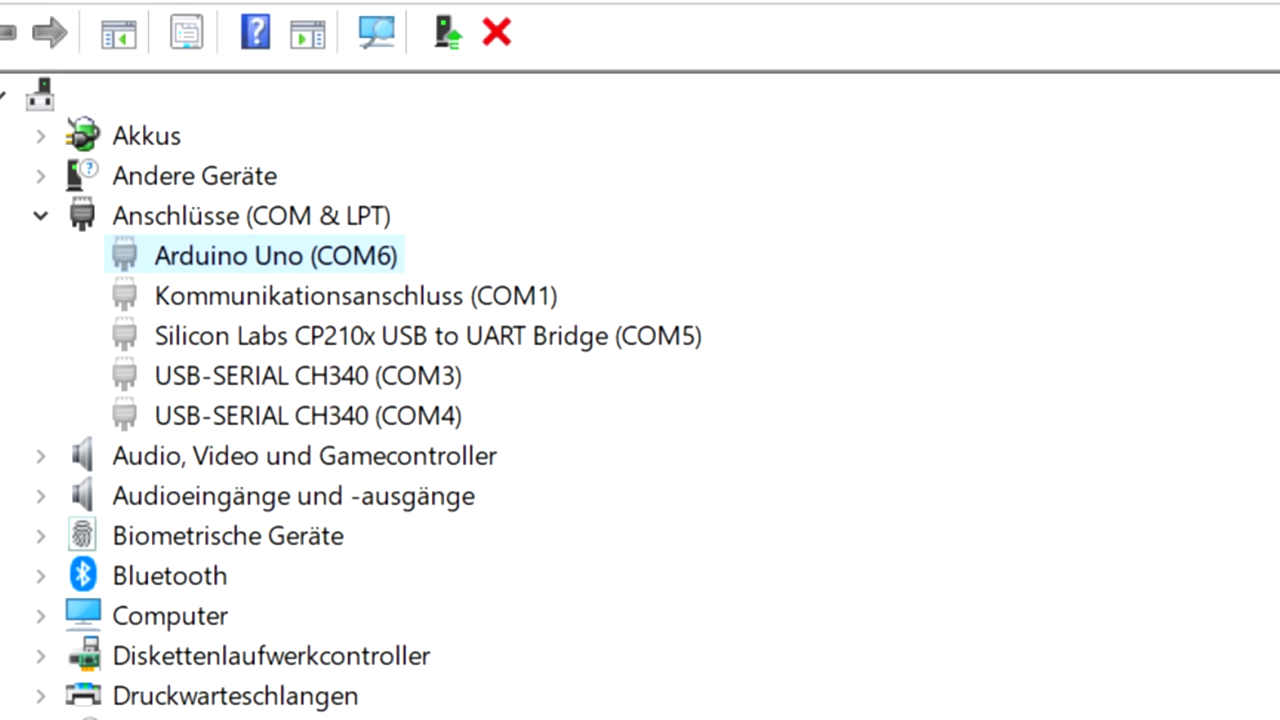 Akkus
Andere Geräte
Anschlüsse (COM & LPT)
Arduino Uno (COM6)
Kommunikationsanschluss (COM1)
Silicon Labs CP210x USB to UART Bridge (COM5)
USB-SERIAL CH340 (COM3)
USB-SERIAL CH340 (COM4)
Audio, Video und Gamecontroller
Audioeingänge und -ausgänge
Biometrische Geräte
Bluetooth
Computer
Diskettenlaufwerkcontroller
Druckwarteschlangen